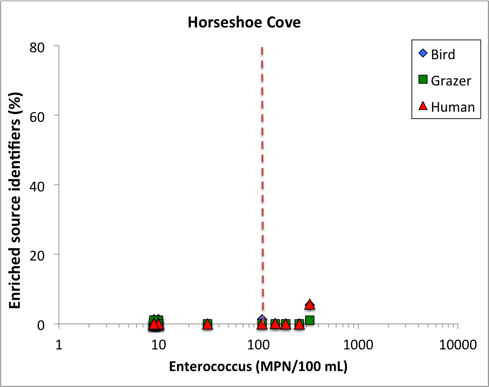 Horseshoe Cove
Enriched source identifiers (%)
80
60
40
20
0
Bird
Grazer
Human
1
10
100
1000
10000
Enterococcus (MPN/100 mL)